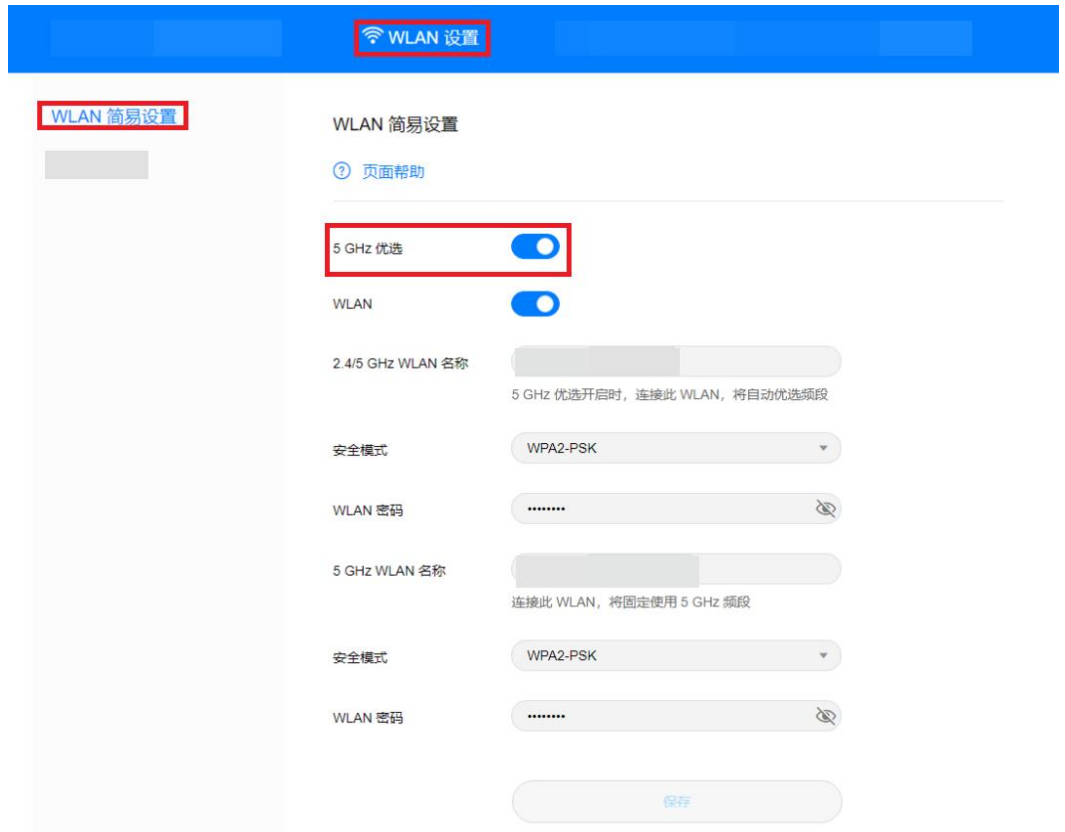 WLAN 设置
WLAN 简易设置
WLAN 简易设置
? 页面帮助
5 GHz 优选
WLAN
2.4/5 GHz WLAN 名称
5 GHz 优选开启时，连接此 WLAN，将自动优选频段
安全模式
WPA2-PSK
WLAN 密码
••••••••
5 GHz WLAN 名称
连接此 WLAN，将固定使用 5 GHz 频段
安全模式
WPA2-PSK
WLAN 密码
••••••••
保存